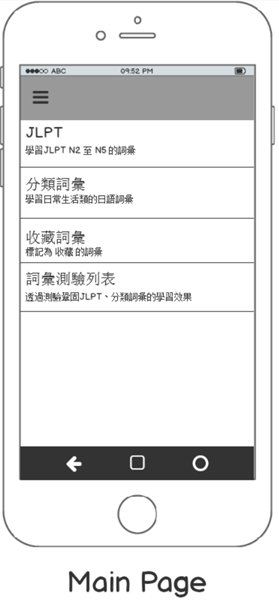 ABC 09:52 PM
JLPT
學習JLPT N2 至 N5 的詞彙
分類詞彙
學習日常生活類的日語詞彙
收藏詞彙
標記為 收藏 的詞彙
詞彙測驗列表
透過測驗鞏固JLPT、分類詞彙的學習效果
Main Page